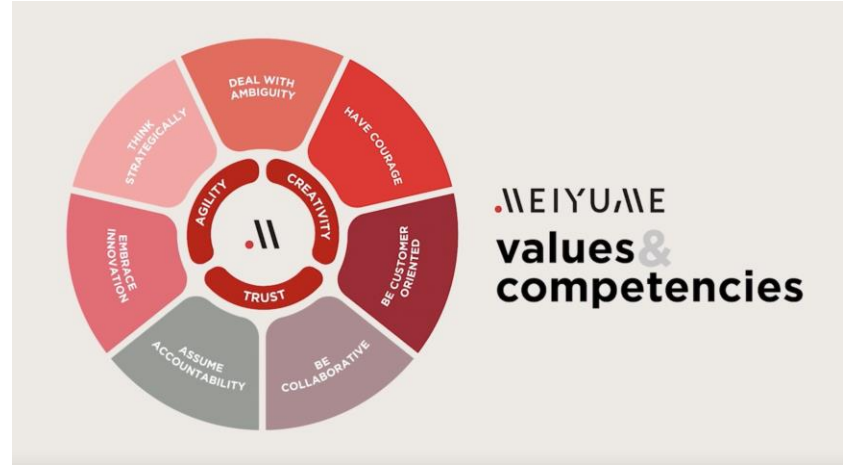 DEAL WITH
AMBIGUITY
HAVE COURAGE
BE CUSTOMER
ORIENTED
BE
COLLABORATIVE
ASSUME
ACCOUNTABILITY
EMBRACE
INNOVATION
THINK
STRATEGICALLY
AGILITY
CREATIVITY
TRUST
.M
.MEIYUME
values&
competencies